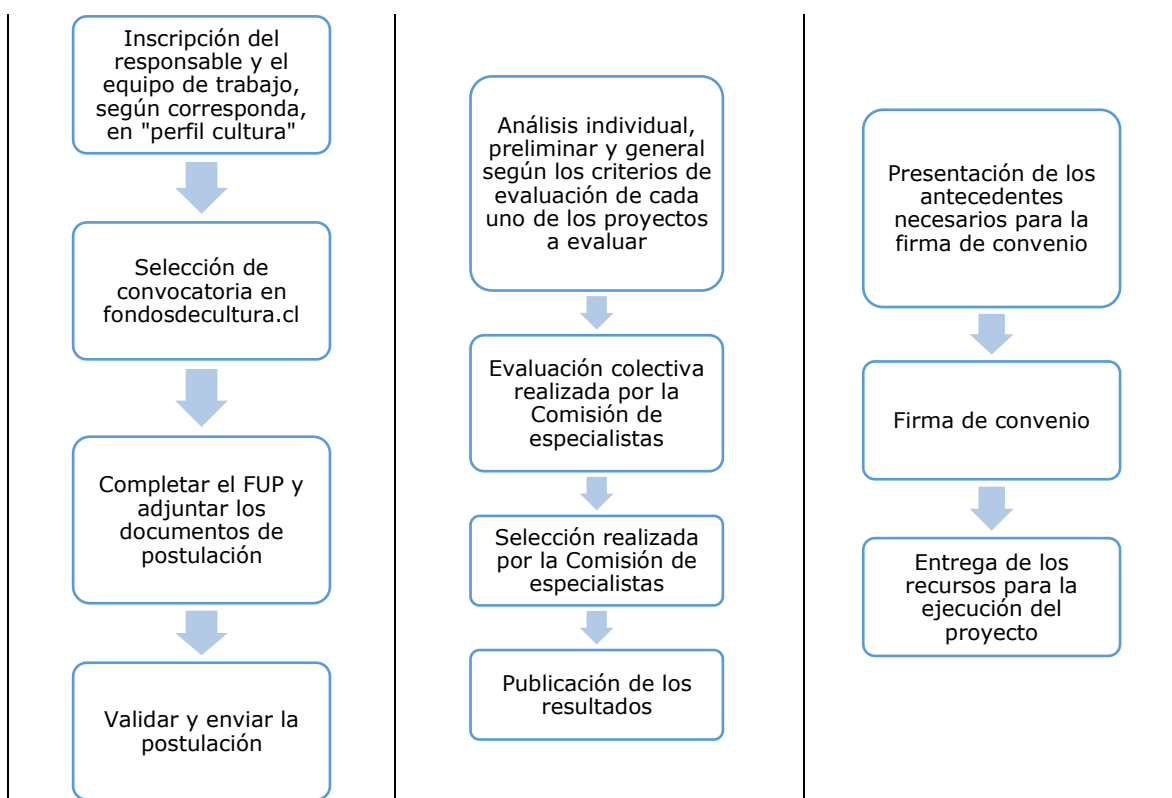 Inscripción del
responsable y el
equipo de trabajo,
según corresponda,
en "perfil cultura"
Selección de
convocatoria en
fondosdecultura.cl
Completar el FUP y
adjuntar los
documentos de
postulación
Validar y enviar la
postulación
Análisis individual,
preliminar y general
según los criterios de
evaluación de cada
uno de los proyectos
a evaluar
Evaluación colectiva
realizada por la
Comisión de
especialistas
Selección realizada
por la Comisión de
especialistas
Publicación de los
resultados
Presentación de los
antecedentes
necesarios para la
firma de convenio
Firma de convenio
Entrega de los
recursos para la
ejecución del
proyecto